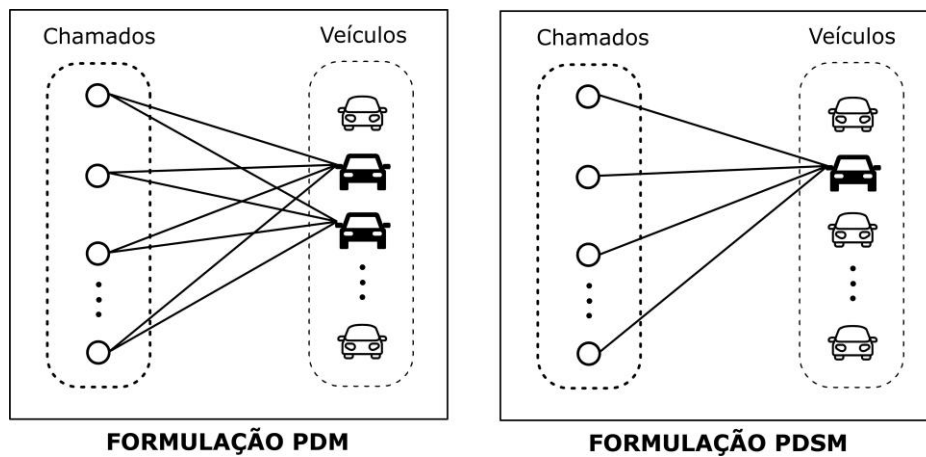 Chamados
Veículos
FORMULAÇÃO PDM
Chamados
Veículos
FORMULAÇÃO PDSM